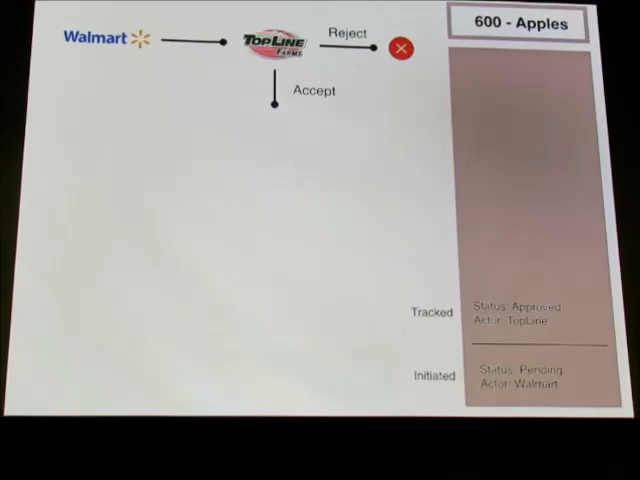 Walmart
TOPLINE
FARMS
Reject
Accept
600 - Apples
Tracked
Status: Approved
Actor: TopLine
Initiated
Status: Pending
Actor: Walmart